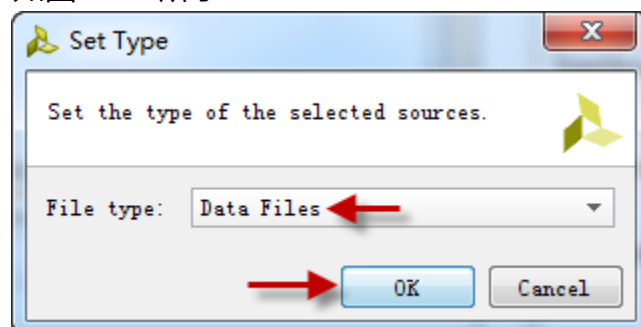 Set Type
Set the type of the selected sources.
File type: Data Files
OK Cancel